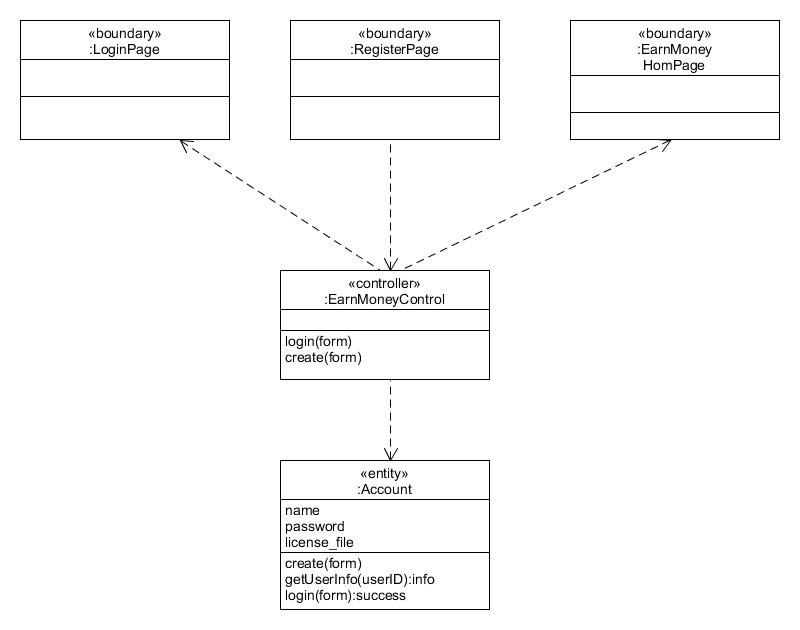 «boundary»
:LoginPage
«boundary»
:RegisterPage
«boundary»
:EarnMoney
HomPage
«controller»
:EarnMoneyControl
login(form)
create(form)
«entity»
:Account
name
password
license_file
create(form)
getUserInfo(userID):info
login(form):success